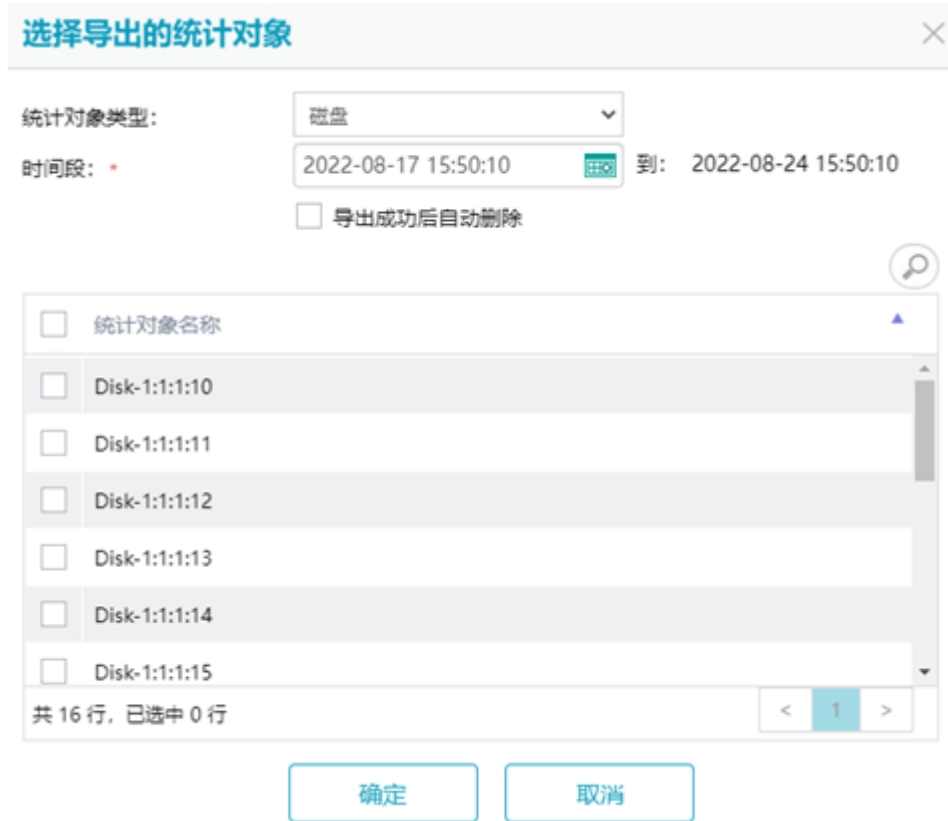 选择导出的统计对象
统计对象类型： 磁盘
时间段：* 2022-08-17 15:50:10 到： 2022-08-24 15:50:10
导出成功后自动删除
统计对象名称
Disk-1:1:1:10
Disk-1:1:1:11
Disk-1:1:1:12
Disk-1:1:1:13
Disk-1:1:1:14
Disk-1:1:1:15
共 16 行，已选中 0 行 < 1 >
确定 取消